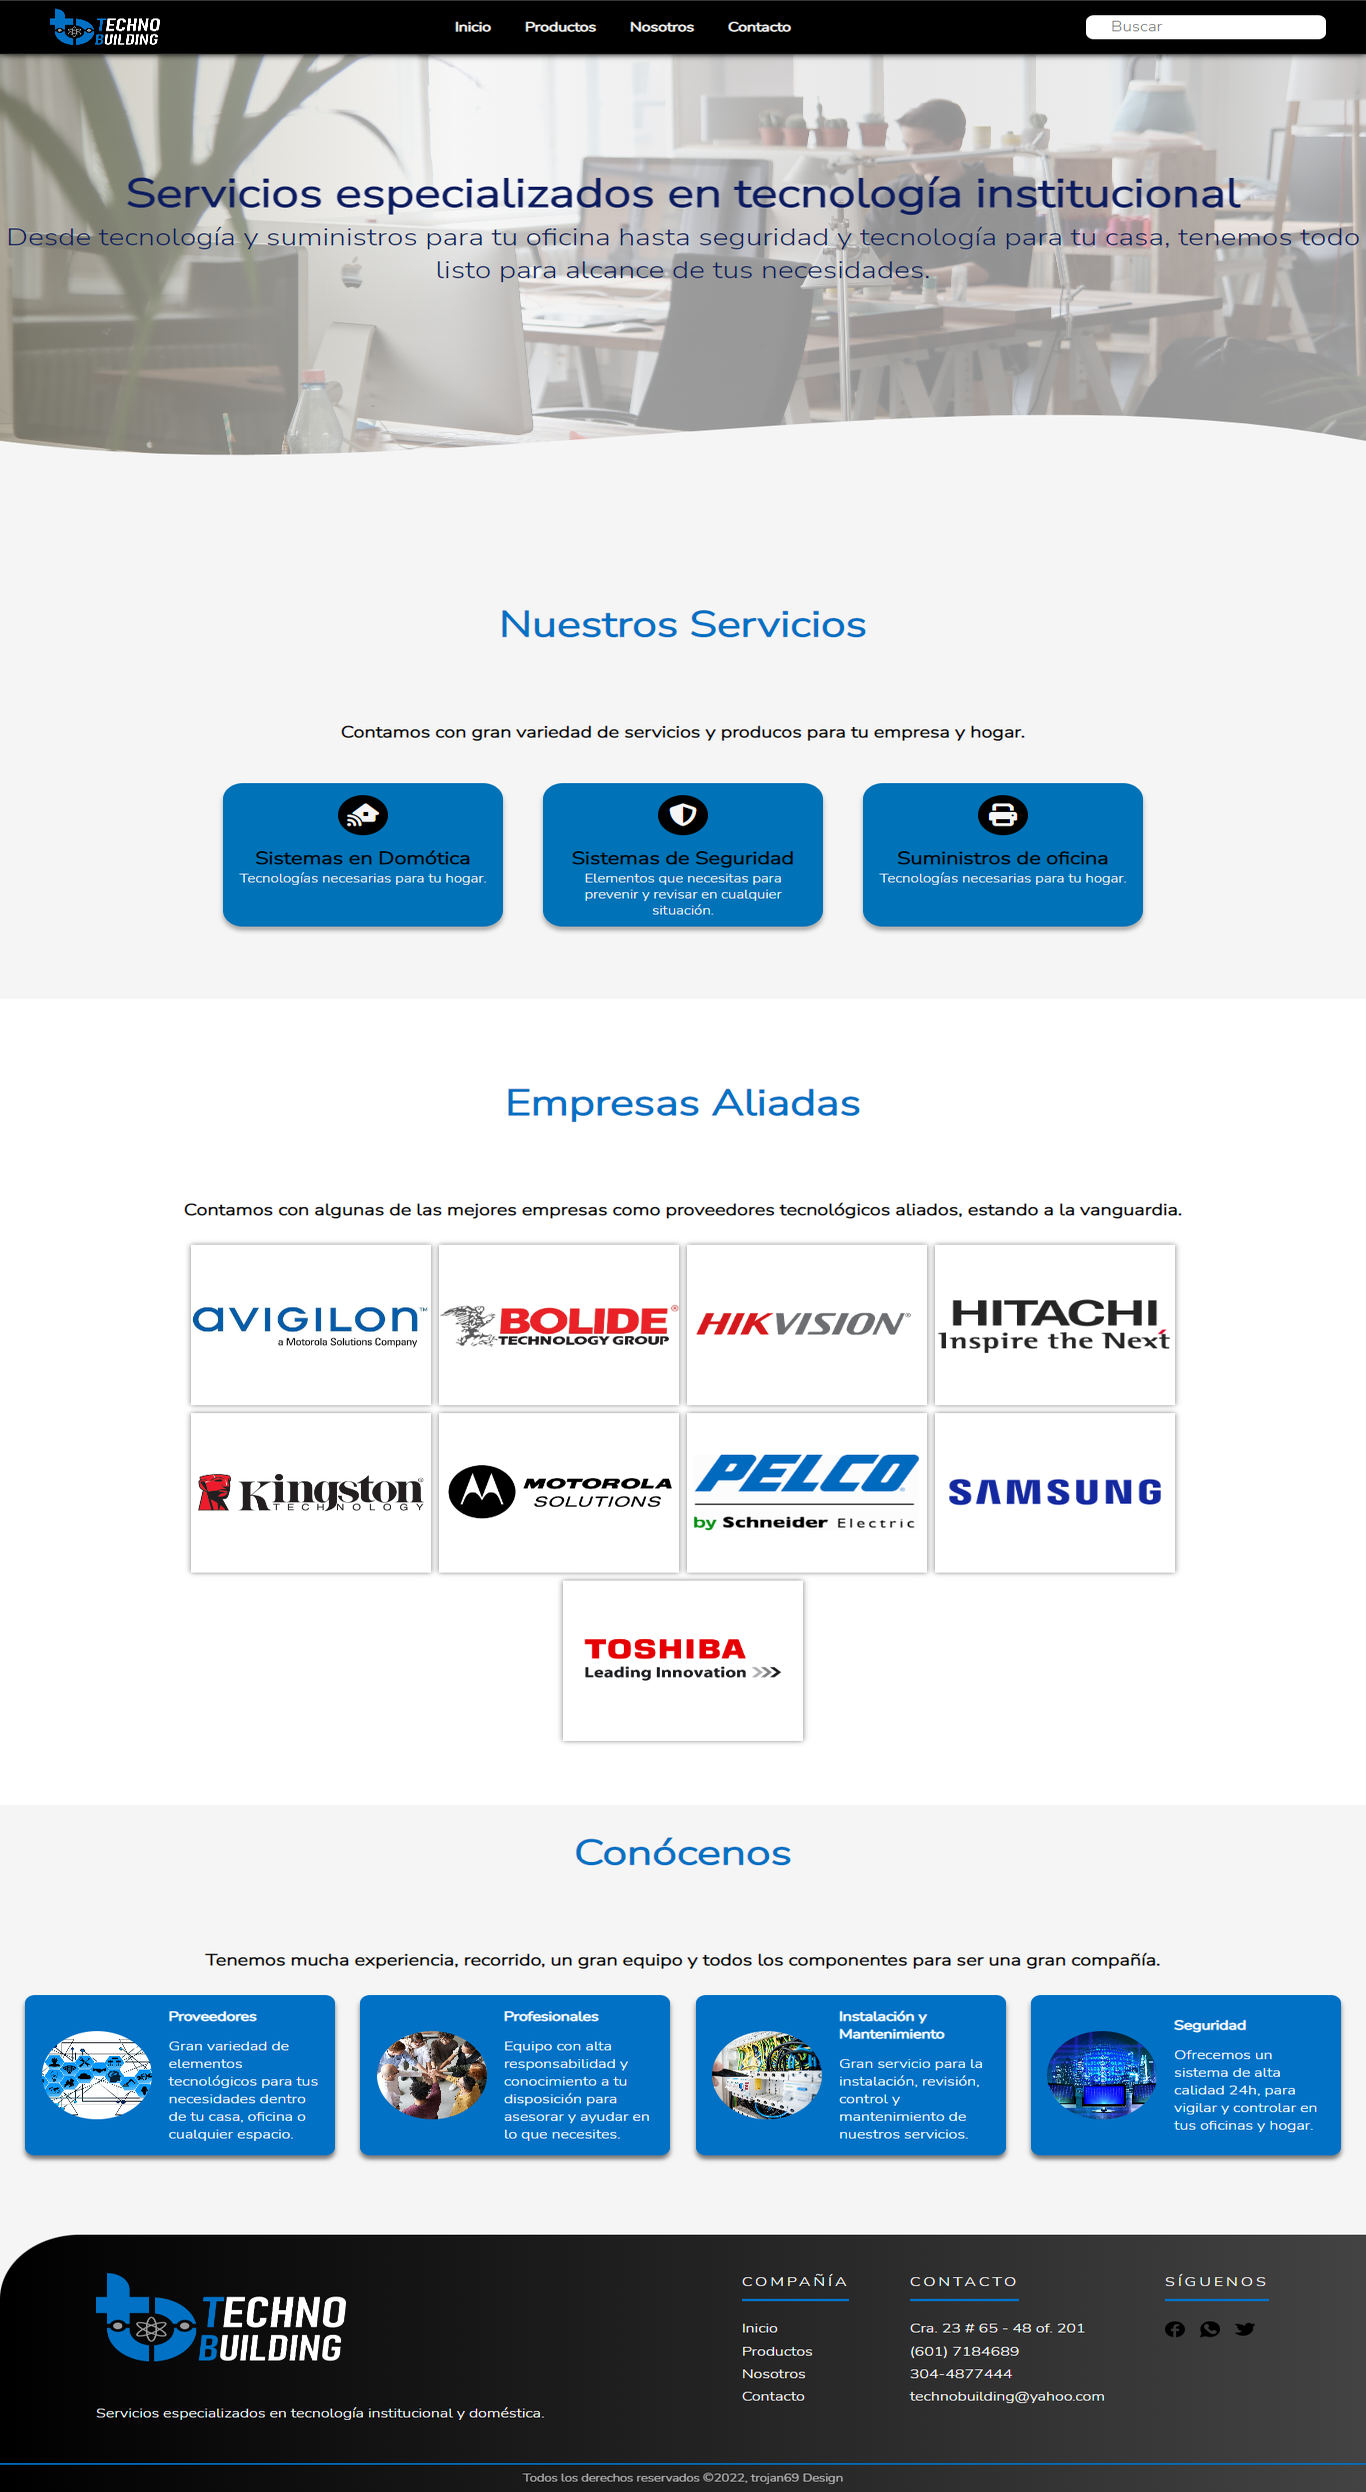 TECHNO
BUILDING
Inicio
Productos
Nosotros
Contacto
Buscar
Servicios especializados en tecnología institucional
Desde tecnología y suministros para tu oficina hasta seguridad y tecnología para tu casa, tenemos todo
listo para alcance de tus necesidades.
Nuestros Servicios
Contamos con gran variedad de servicios y producos para tu empresa y hogar.
Sistemas en Domótica
Tecnologías necesarias para tu hogar.
Sistemas de Seguridad
Elementos que necesitas para
prevenir y revisar en cualquier
situación.
Suministros de oficina
Tecnologías necesarias para tu hogar.
Empresas Aliadas
Contamos con algunas de las mejores empresas como proveedores tecnológicos aliados, estando a la vanguardia.
AVIGILON™
a Motorola Solutions Company
BOLIDE®
TECHNOLOGY GROUP
HIKVISION®
HITACHI
Inspire the Next
Kingston®
TECHNOLOGY
MOTOROLA
SOLUTIONS
PELCO®
by Schneider Electric
SAMSUNG
TOSHIBA
Leading Innovation >>>
Conócenos
Tenemos mucha experiencia, recorrido, un gran equipo y todos los componentes para ser una gran compañía.
Proveedores
Gran variedad de
elementos
tecnológicos para tus
necesidades dentro
de tu casa, oficina o
cualquier espacio.
Profesionales
Equipo con alta
responsabilidad y
conocimiento a tu
disposición para
asesorar y ayudar en
lo que necesites.
Instalación y
Mantenimiento
Gran servicio para la
instalación, revisión,
control y
mantenimiento de
nuestros servicios.
Seguridad
Ofrecemos un
sistema de alta
calidad 24h, para
vigilar y controlar en
tus oficinas y hogar.
TECHNO
BUILDING
Servicios especializados en tecnología institucional y doméstica.
COMPAÑÍA
Inicio
Productos
Nosotros
Contacto
CONTACTO
Cra. 23 # 65 - 48 of. 201
(601) 7184689
304-4877444
technobuilding@yahoo.com
SÍGUENOS
Todos los derechos reservados ©2022, trojan69 Design